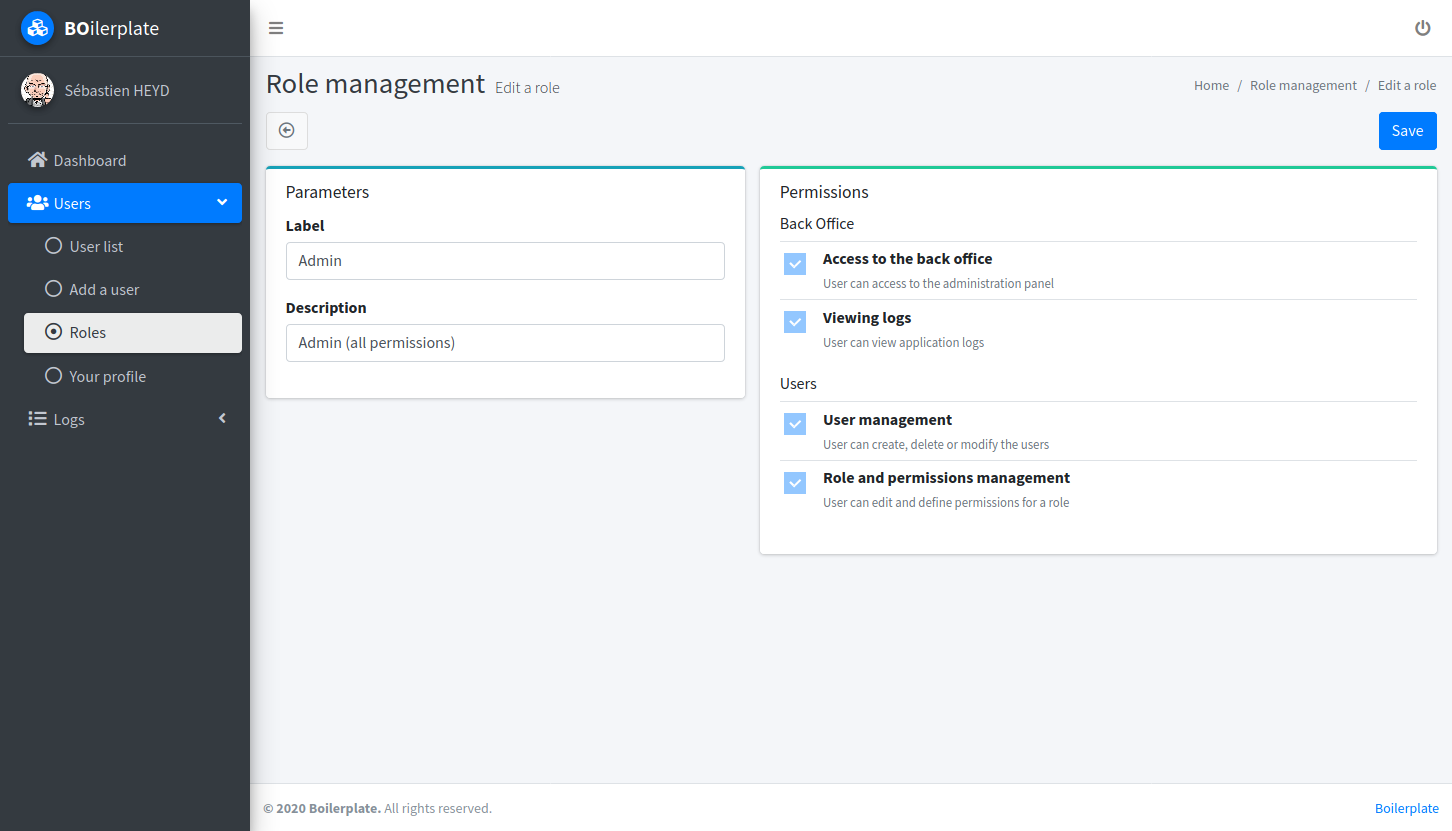 BOilerplate
Sébastien HEYD
Dashboard
Users
User list
Add a user
Roles
Your profile
Logs
Role management Edit a role
Home / Role management / Edit a role
Save
Parameters
Label
Admin
Description
Admin (all permissions)
Permissions
Back Office
Access to the back office
User can access to the administration panel
Viewing logs
User can view application logs
Users
User management
User can create, delete or modify the users
Role and permissions management
User can edit and define permissions for a role
© 2020 Boilerplate. All rights reserved.
Boilerplate